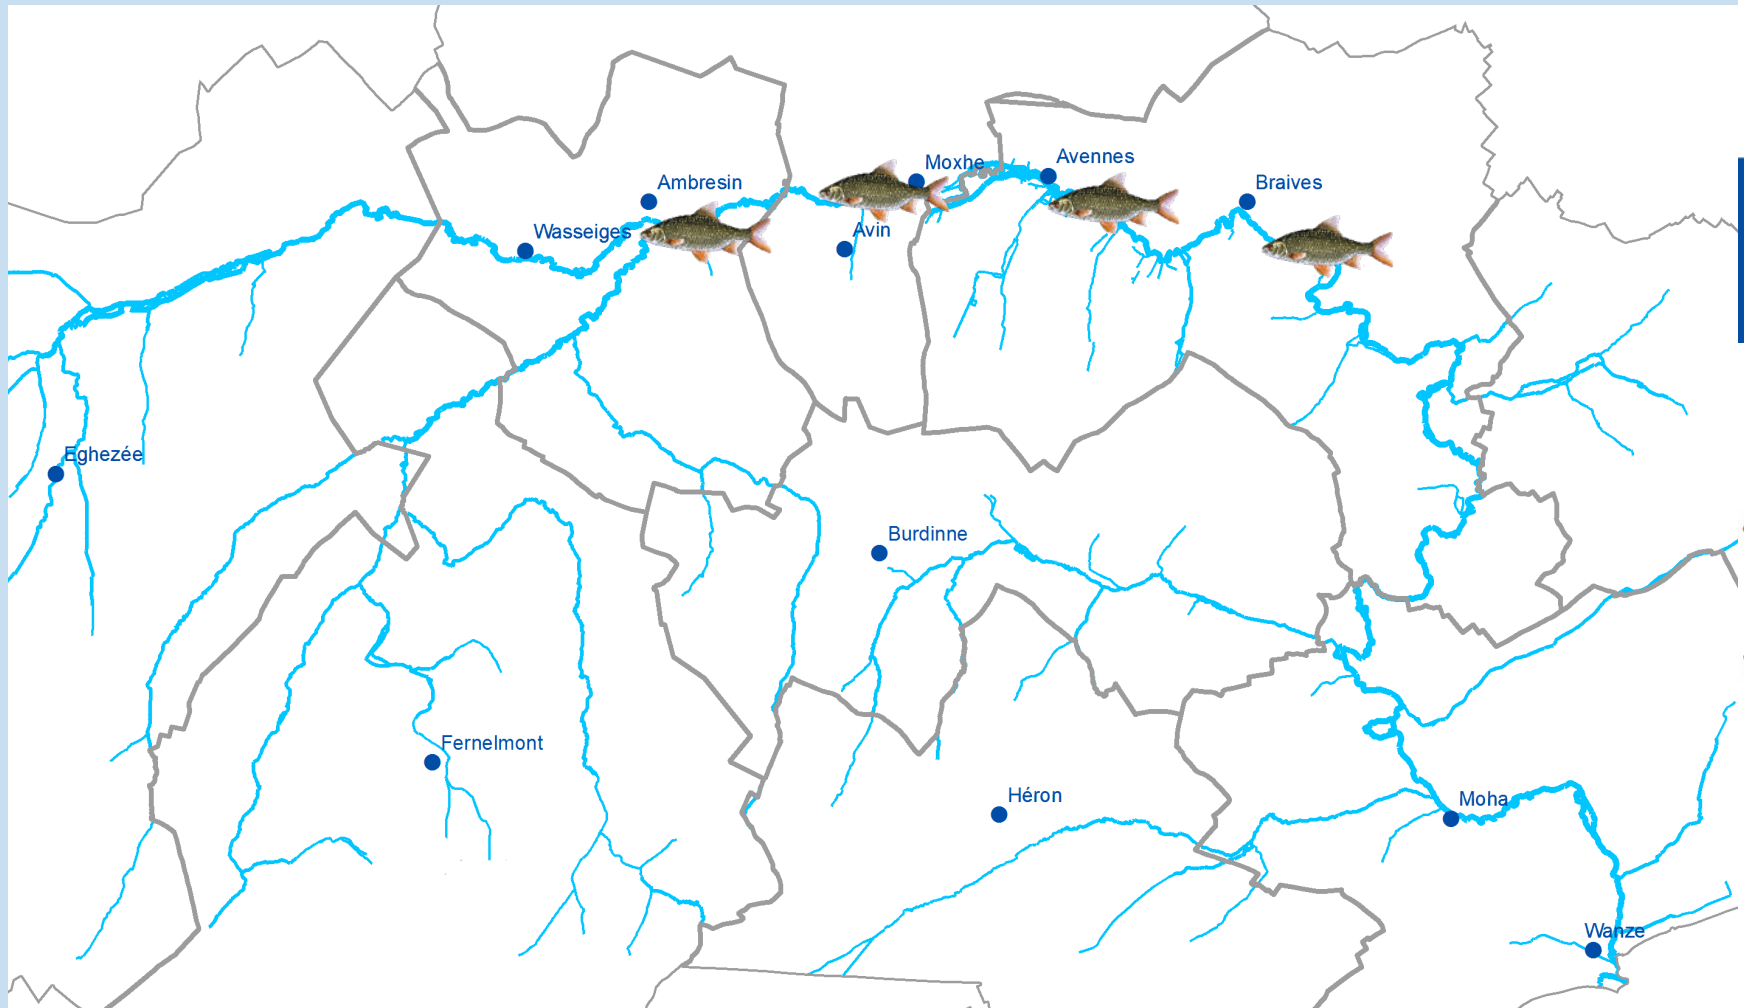 Moxhe
Avennes
Ambresin
Braives
Wasseiges
Avin
Eghezée
Burdinne
Fernelmont
Héron
Moha
Wanze